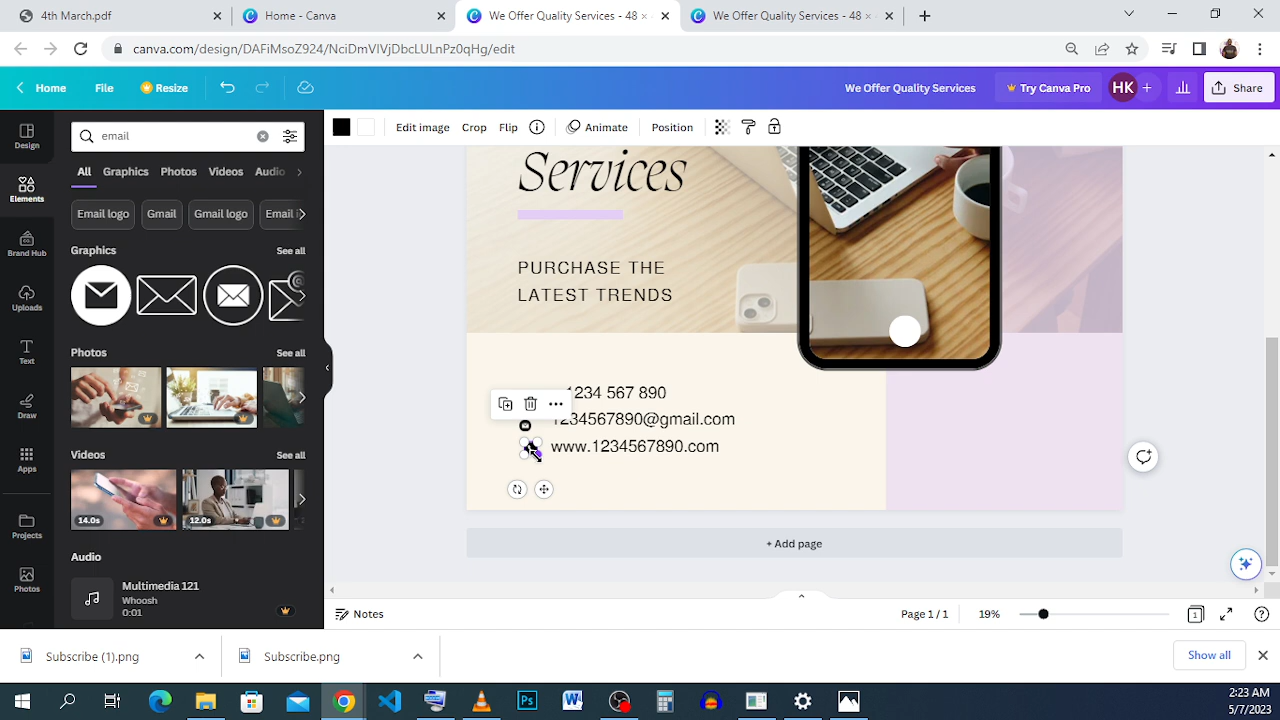 4th March.pdf
Home - Canva
We Offer Quality Services - 48 ×
We Offer Quality Services - 48 ×
canva.com/design/DAFiMsoZ924/NciDmVlVjDbcLULnPz0qHg/edit
Home
File
Resize
We Offer Quality Services
Try Canva Pro
HK
Share
Design
Elements
Brand Hub
Uploads
Text
Draw
Apps
Projects
Photos
email
All Graphics Photos Videos Audio
Email logo
Gmail
Gmail logo
Graphics
See all
Photos
See all
Videos
See all
14.0s
12.0s
Audio
Multimedia 121
Whoosh
0:01
Edit image
Crop
Flip
Animate
Position
Services
PURCHASE THE
LATEST TRENDS
1234 567 890
1234567890@gmail.com
www.1234567890.com
+ Add page
Notes
Page 1 / 1
19%
1
Subscribe (1).png
Subscribe.png
Show all
Ps
W
2:23 AM
5/7/2023